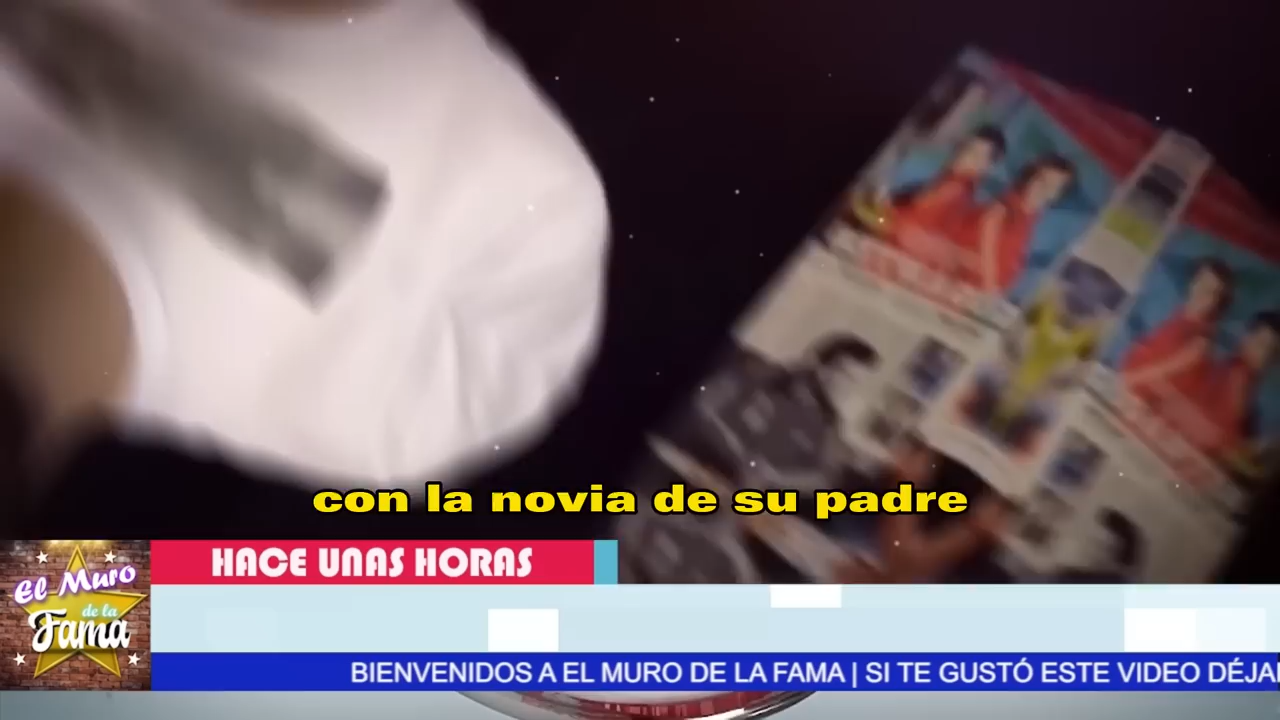 con la novia de su padre
HACE UNAS HORAS
El Muro
de la
Fama
BIENVENIDOS A EL MURO DE LA FAMA | SI TE GUSTÓ ESTE VIDEO DÉJA